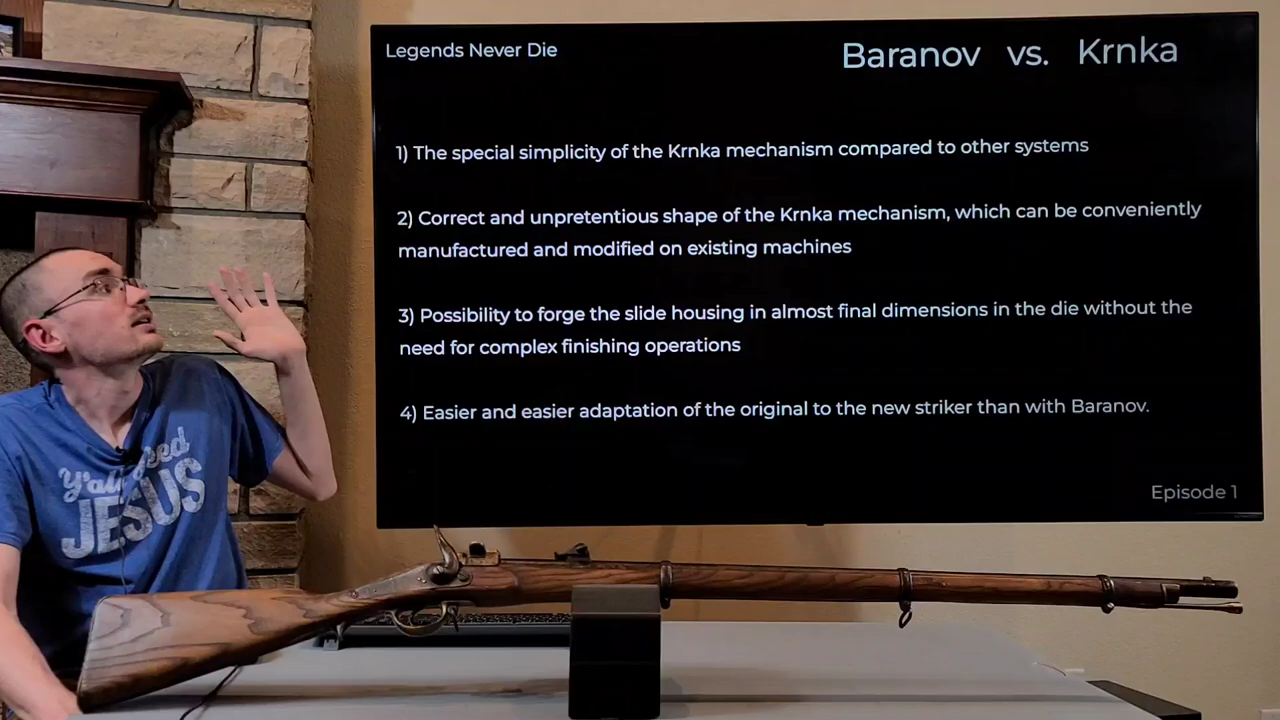 Legends Never Die
Baranov vs. Krnka
1) The special simplicity of the Krnka mechanism compared to other systems
2) Correct and unpretentious shape of the Krnka mechanism, which can be conveniently
manufactured and modified on existing machines
3) Possibility to forge the slide housing in almost final dimensions in the die without the
need for complex finishing operations
4) Easier and easier adaptation of the original to the new striker than with Baranov.
Episode 1
Y'all need
JESUS